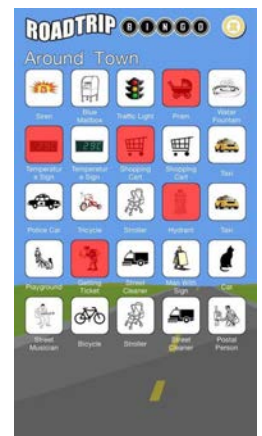 ROADTRIP BINGO
Around Town
Siren
Blue
Mailbox
Traffic Light
Pram
Water
Fountain
Temperatur
e Sign
Temperatur
e Sign
Shopping
Cart
Shopping
Cart
Taxi
Police Car
Tricycle
Stroller
Hydrant
Taxi
Playground
Getting
Ticket
Street
Cleaner
Man With
Sign
Cat
Street
Musician
Bicycle
Stroller
Street
Cleaner
Postal
Person